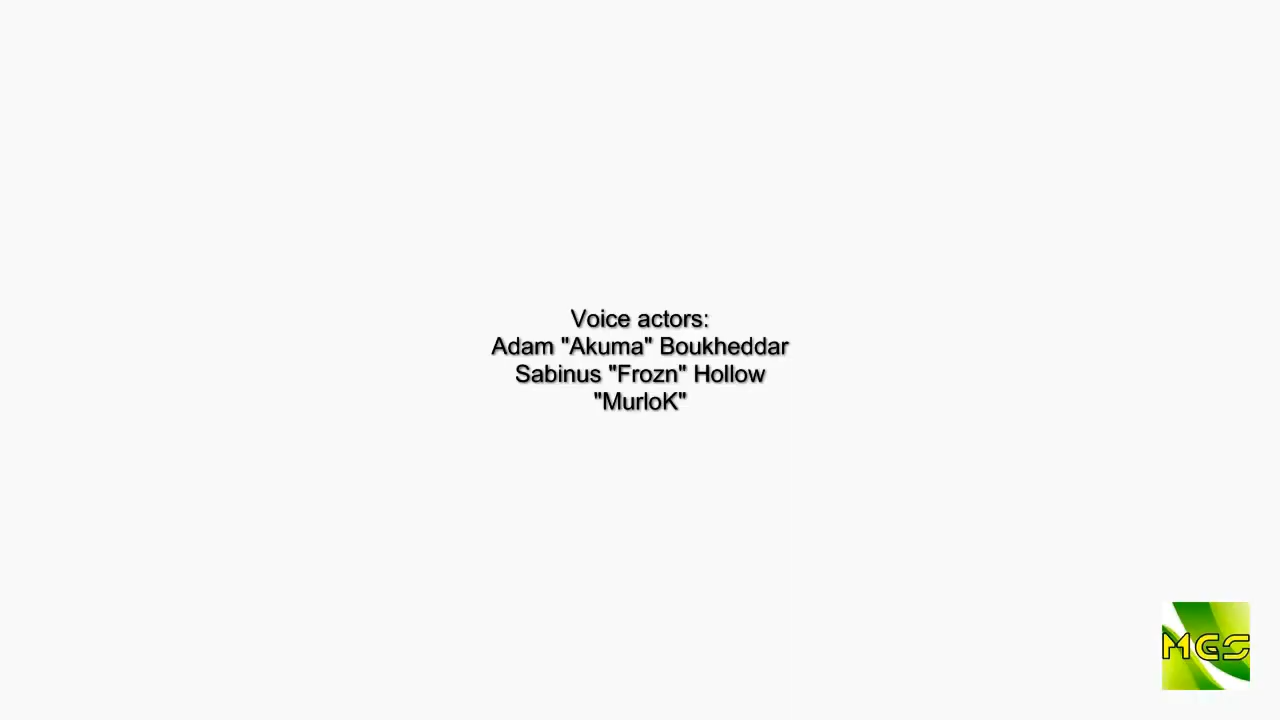 Voice actors:
Adam "Akuma" Boukheddar
Sabinus "Frozn" Hollow
"MurloK"
MGS